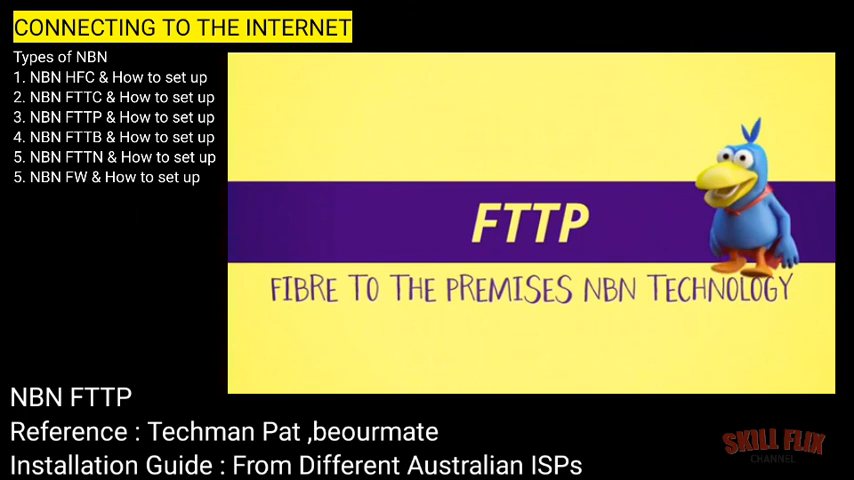 CONNECTING TO THE INTERNET
Types of NBN
1. NBN HFC & How to set up
2. NBN FTTC & How to set up
3. NBN FTTP & How to set up
4. NBN FTTB & How to set up
5. NBN FTTN & How to set up
5. NBN FW & How to set up
FTTP
FIBRE TO THE PREMISES NBN TECHNOLOGY
NBN FTTP
Reference : Techman Pat ,beourmate
Installation Guide : From Different Australian ISPs
SKILL FLIX
CHANNEL